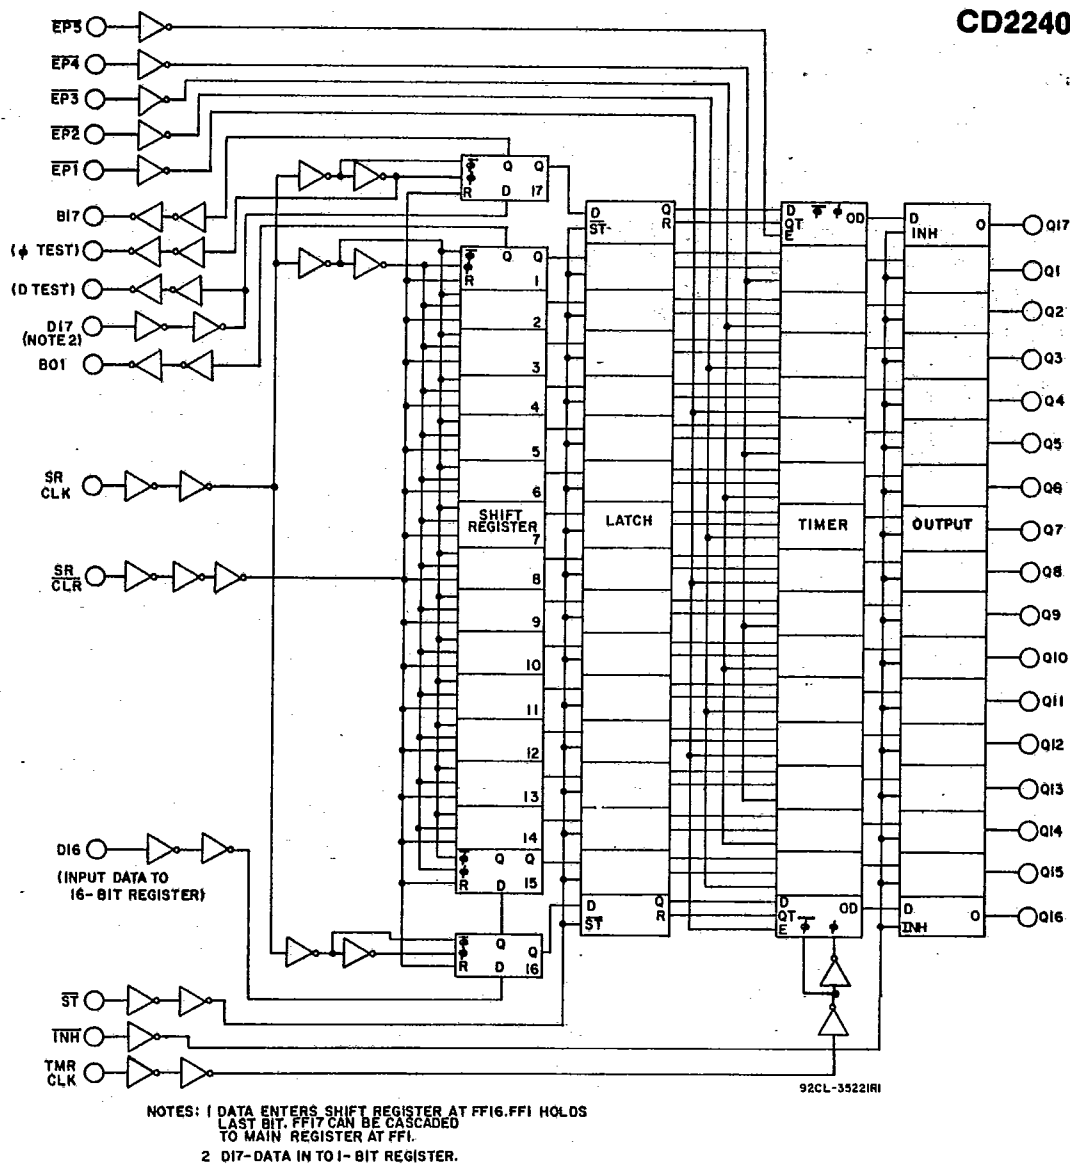 CD2240
EP5
EP4
EP3
EP2
EP1
B17
(ϕ TEST)
(D TEST)
D17
(NOTE 2)
B01
SR
CLK
SR
CLR
D16
(INPUT DATA TO
16-BIT REGISTER)
ST
INH
TMR
CLK
ϕ Q Q
ϕ
R D 17
ϕ Q Q
ϕ
R 1
2
3
4
5
6
SHIFT
REGISTER
7
8
9
10
11
12
13
14
ϕ Q Q
ϕ
R D 15
ϕ Q Q
ϕ
R D 16
D Q
ST R
LATCH
D Q
ST R
D ϕ ϕ OD
QT
E
TIMER
D OD
QT ϕ ϕ
E
D O
INH
OUTPUT
D O
INH
Q17
Q1
Q2
Q3
Q4
Q5
Q6
Q7
Q8
Q9
Q10
Q11
Q12
Q13
Q14
Q15
Q16
92CL-35221R1
NOTES: 1 DATA ENTERS SHIFT REGISTER AT FF16.FF1 HOLDS
LAST BIT. FF17 CAN BE CASCADED
TO MAIN REGISTER AT FF1.
2 D17-DATA IN TO 1-BIT REGISTER.